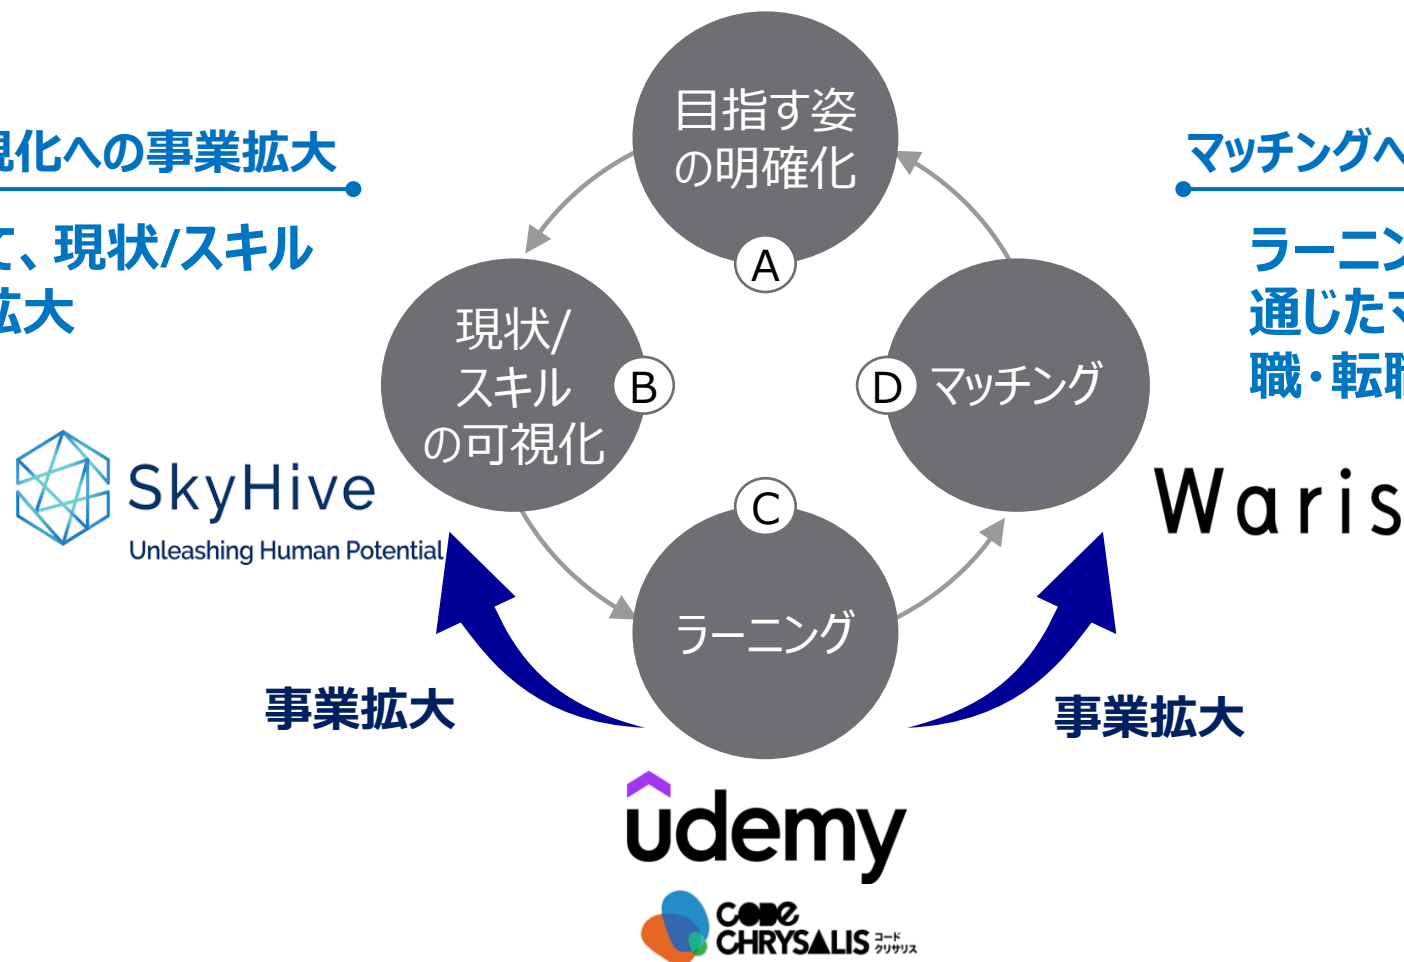 目指す姿
の明確化
A
視化への事業拡大
て、現状/スキル
拡大
マッチングへ
ラーニン
通じたマ
職・転職
現状/
スキル
の可視化
B
D
マッチング
SkyHive
Unleashing Human Potential
Waris
C
ラーニング
事業拡大
事業拡大
udemy
CODE
CHRYSALIS
コード
クリサリス